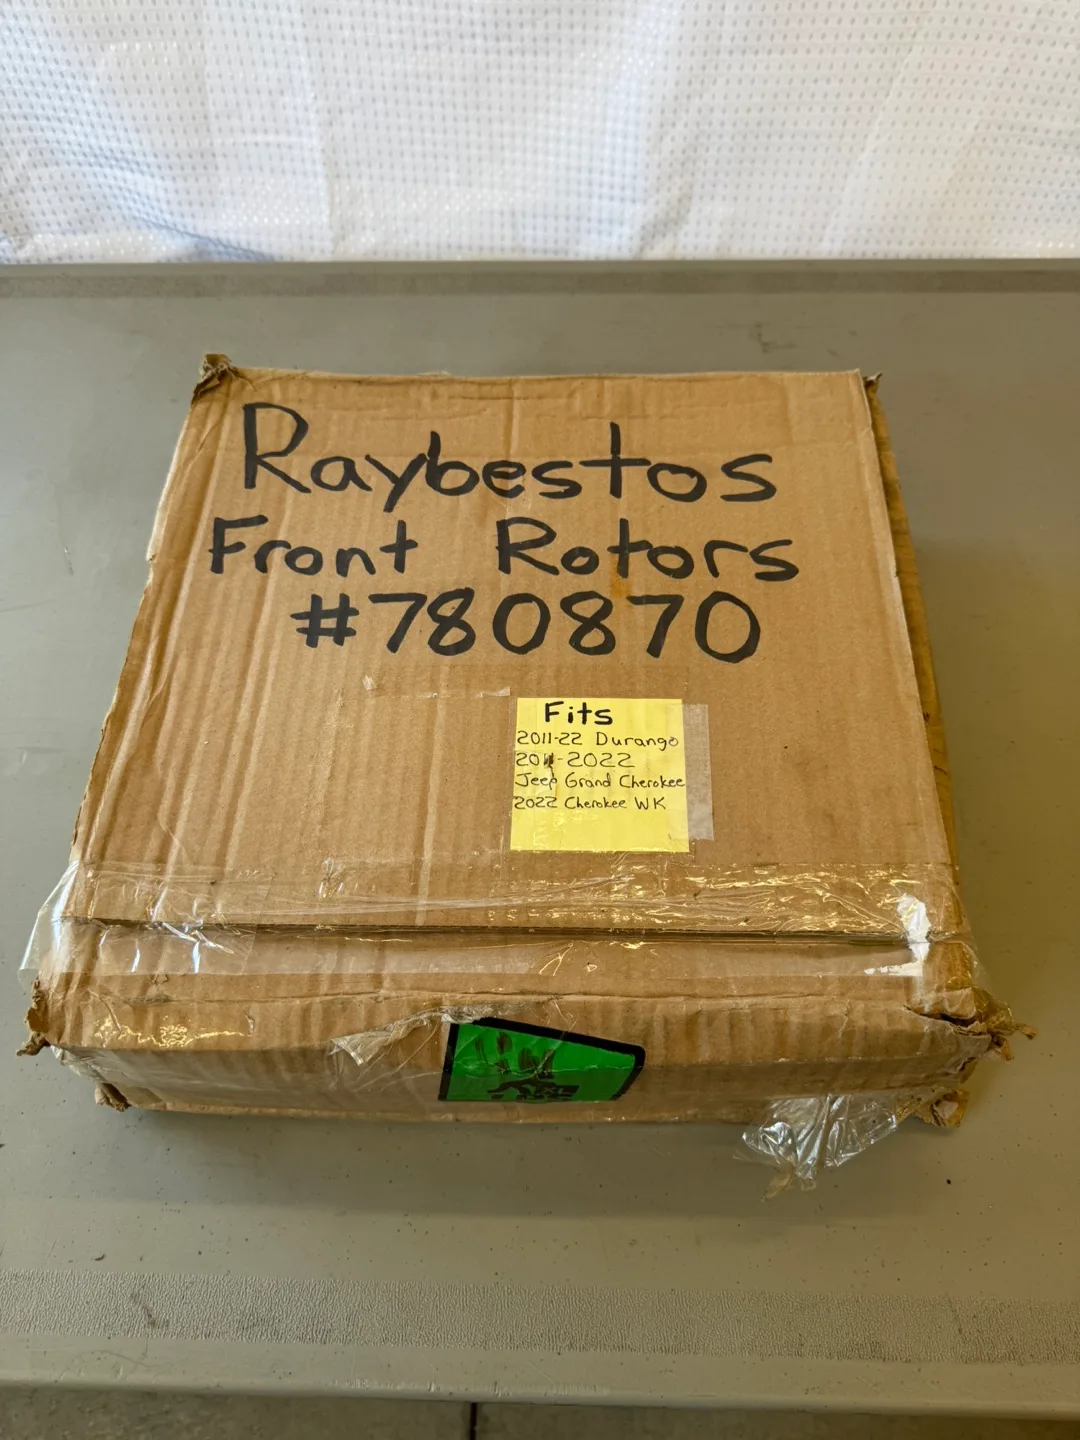 Raybestos
Front Rotors
#780870
Fits
2011-22 Durango
2011-2022
Jeep Grand Cherokee
2022 Cherokee WK